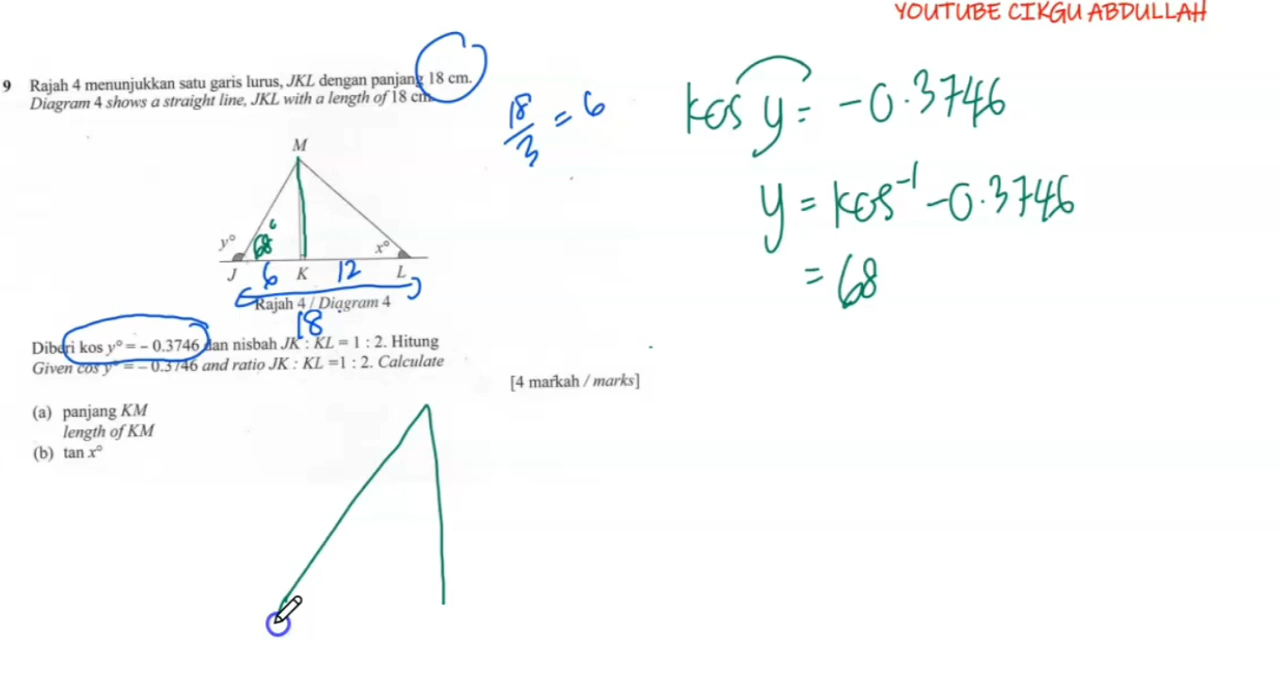 YOUTUBE CIKGU ABDULLAH
9 Rajah 4 menunjukkan satu garis lurus, JKL dengan panjang 18 cm.
Diagram 4 shows a straight line, JKL with a length of 18 cm
18/3 = 6
M
y°
68°
x°
J 6 K 12 L
Rajah 4 / Diagram 4
18
Diberi kos y° = – 0.3746 dan nisbah JK : KL = 1 : 2. Hitung
Given cos y° = – 0.3746 and ratio JK : KL =1 : 2. Calculate
[4 markah / marks]
(a) panjang KM
length of KM
(b) tan x°
kos y = -0.3746
y = kos⁻¹ -0.3746
= 68